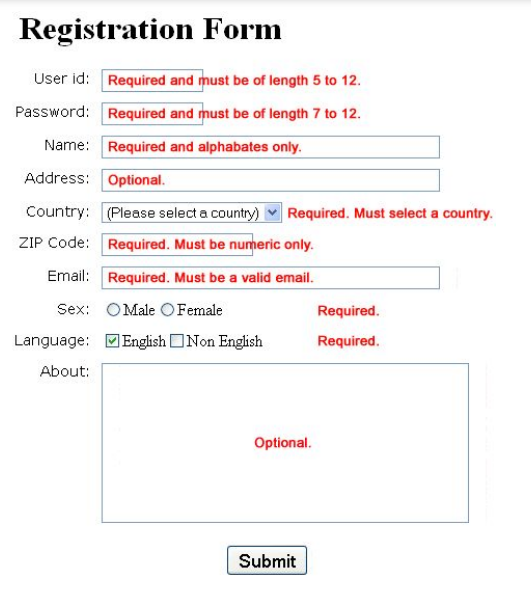 Registration Form
User id: Required and must be of length 5 to 12.
Password: Required and must be of length 7 to 12.
Name: Required and alphabates only.
Address: Optional.
Country: (Please select a country) Required. Must select a country.
ZIP Code: Required. Must be numeric only.
Email: Required. Must be a valid email.
Sex: Male Female Required.
Language: English Non English Required.
About:
Optional.
Submit